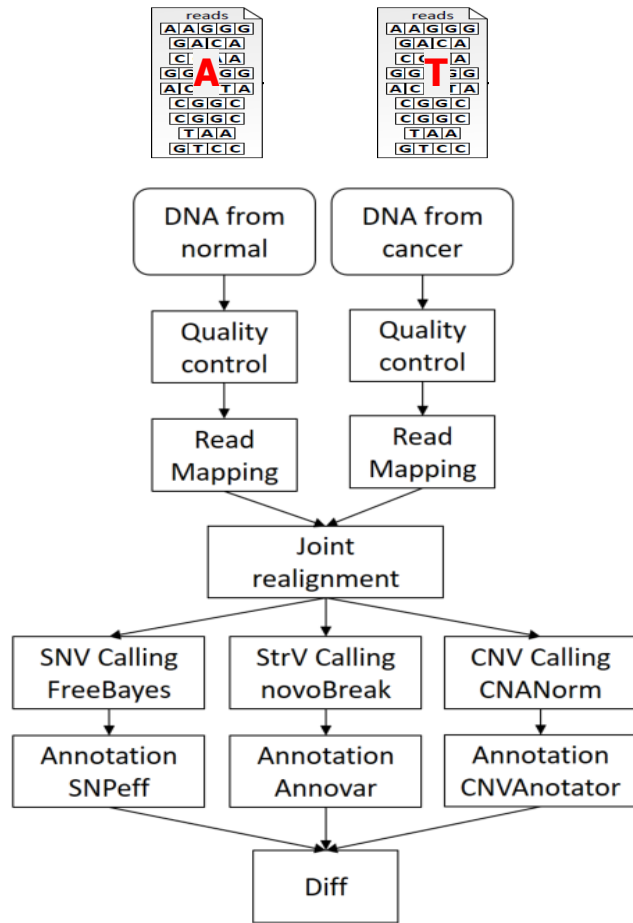 reads
AAGGG
GACA
C AA
A
GG GG
AC TA
CGGC
CGGC
TAA
GTCC
reads
AAGGG
GACA
C A
T
GG GG
AC TA
CGGC
CGGC
TAA
GTCC
DNA from
normal
DNA from
cancer
Quality
control
Quality
control
Read
Mapping
Read
Mapping
Joint
realignment
SNV Calling
FreeBayes
StrV Calling
novoBreak
CNV Calling
CNANorm
Annotation
SNPeff
Annotation
Annovar
Annotation
CNVAnotator
Diff